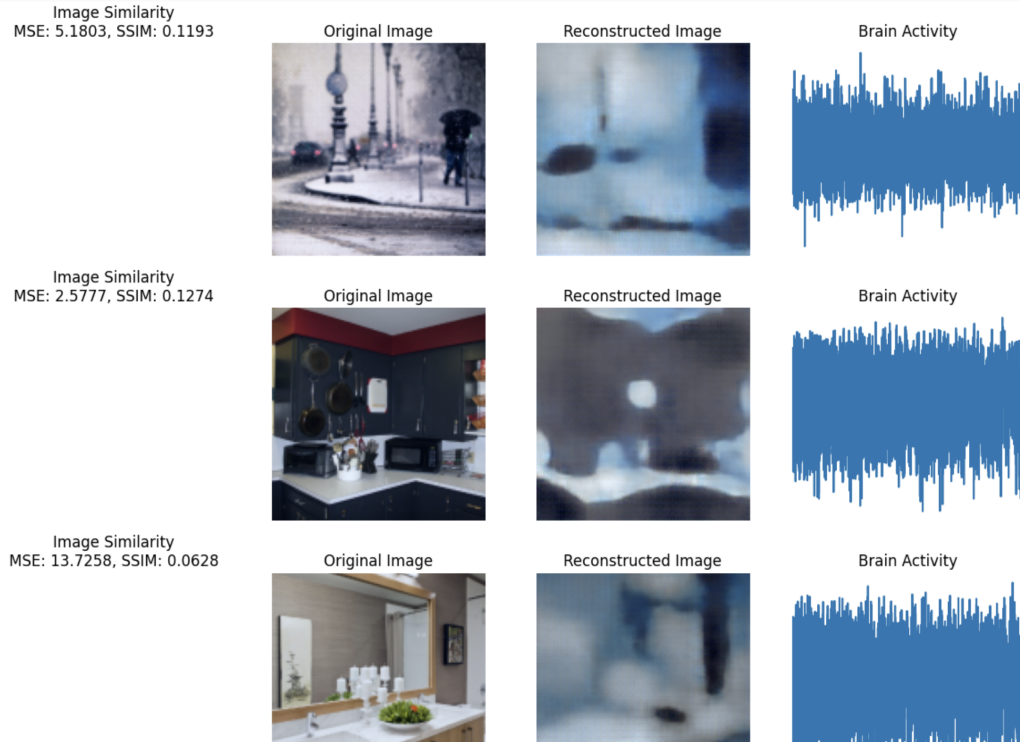 Image Similarity
MSE: 5.1803, SSIM: 0.1193
Original Image
Reconstructed Image
Brain Activity
Image Similarity
MSE: 2.5777, SSIM: 0.1274
Original Image
Reconstructed Image
Brain Activity
Image Similarity
MSE: 13.7258, SSIM: 0.0628
Original Image
Reconstructed Image
Brain Activity